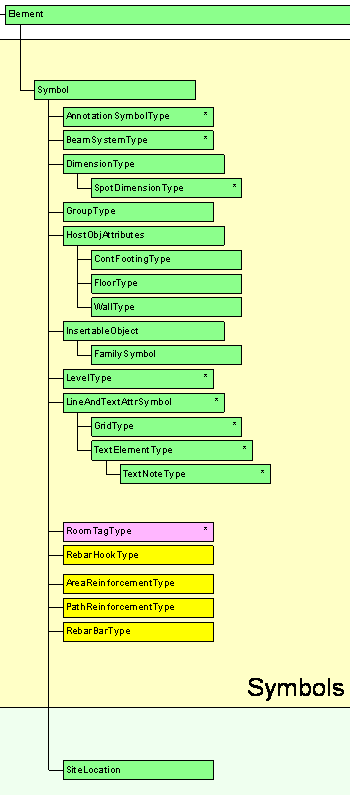 Element
Symbol
AnnotationSymbolType *
BeamSystemType *
DimensionType
SpotDimensionType *
GroupType
HostObjAttributes
ContFootingType
FloorType
WallType
InsertableObject
FamilySymbol
LevelType *
LineAndTextAttrSymbol *
GridType *
TextElementType *
TextNoteType *
RoomTagType *
RebarHookType
AreaReinforcementType
PathReinforcementType
RebarBarType
Symbols
SiteLocation